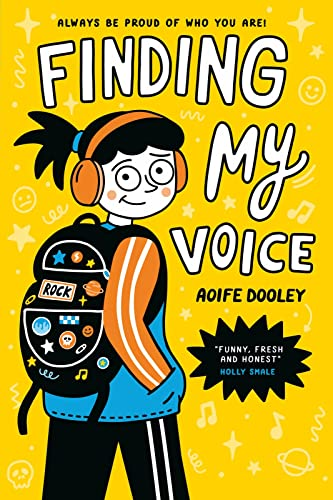 ALWAYS BE PROUD OF WHO YOU ARE!
FINDING
MY
VOICE
AOIFE DOOLEY
ROCK
"FUNNY, FRESH
AND HONEST"
HOLLY SMALE